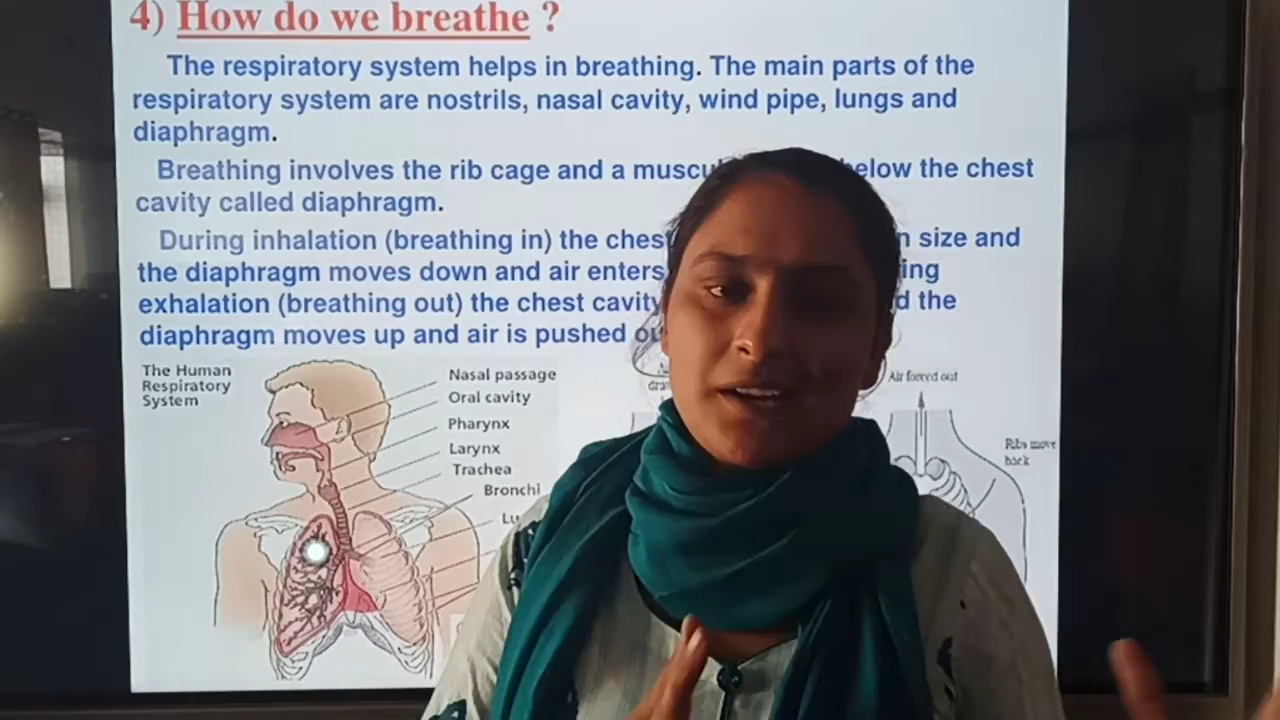 4) How do we breathe ?
The respiratory system helps in breathing. The main parts of the
respiratory system are nostrils, nasal cavity, wind pipe, lungs and
diaphragm.
Breathing involves the rib cage and a below the chest
cavity called diaphragm.
During inhalation (breathing in) the size and
the diaphragm moves down and air enters
exhalation (breathing out) the chest cavity the
diaphragm moves up and air is pushed
The Human
Respiratory
System
Nasal passage
Oral cavity
Pharynx
Larynx
Trachea
Bronchi
Air forced out
Ribs move
back